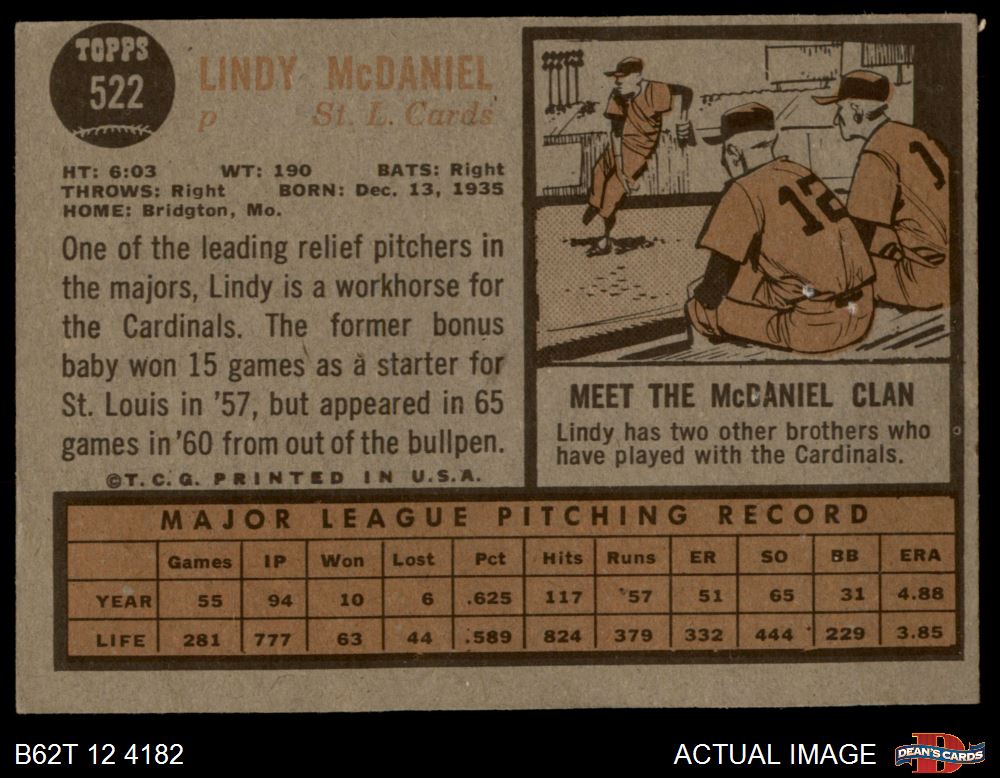 TOPPS
522
LINDY McDANIEL
p St. L. Cards
HT: 6:03 WT: 190 BATS: Right
THROWS: Right BORN: Dec. 13, 1935
HOME: Bridgton, Mo.
One of the leading relief pitchers in
the majors, Lindy is a workhorse for
the Cardinals. The former bonus
baby won 15 games as a starter for
St. Louis in '57, but appeared in 65
games in '60 from out of the bullpen.
©T.C.G. PRINTED IN U.S.A.
12
1
MEET THE McDANIEL CLAN
Lindy has two other brothers who
have played with the Cardinals.
MAJOR LEAGUE PITCHING RECORD
Games IP Won Lost Pct Hits Runs ER SO BB ERA
YEAR 55 94 10 6 .625 117 57 51 65 31 4.88
LIFE 281 777 63 44 .589 824 379 332 444 229 3.85
B62T 12 4182
ACTUAL IMAGE
DEAN'S CARDS